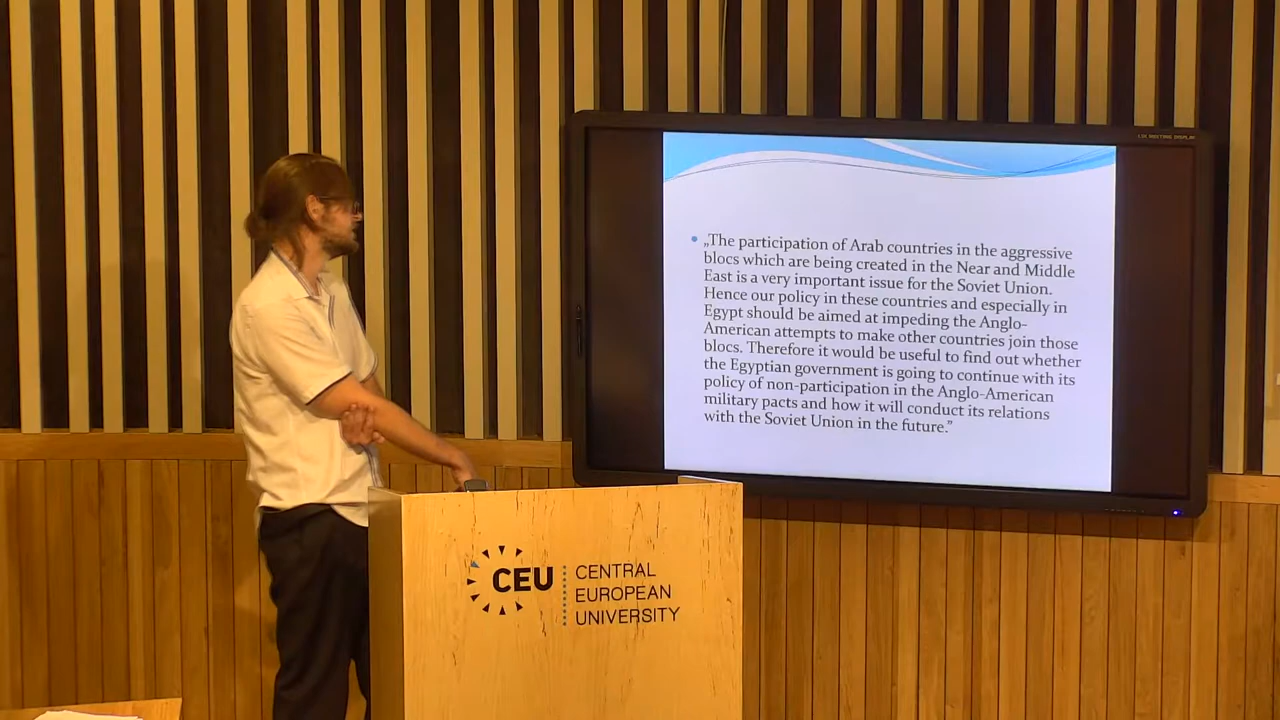 „The participation of Arab countries in the aggressive
blocs which are being created in the Near and Middle
East is a very important issue for the Soviet Union.
Hence our policy in these countries and especially in
Egypt should be aimed at impeding the Anglo-
American attempts to make other countries join those
blocs. Therefore it would be useful to find out whether
the Egyptian government is going to continue with its
policy of non-participation in the Anglo-American
military pacts and how it will conduct its relations
with the Soviet Union in the future.”
CEU
CENTRAL
EUROPEAN
UNIVERSITY